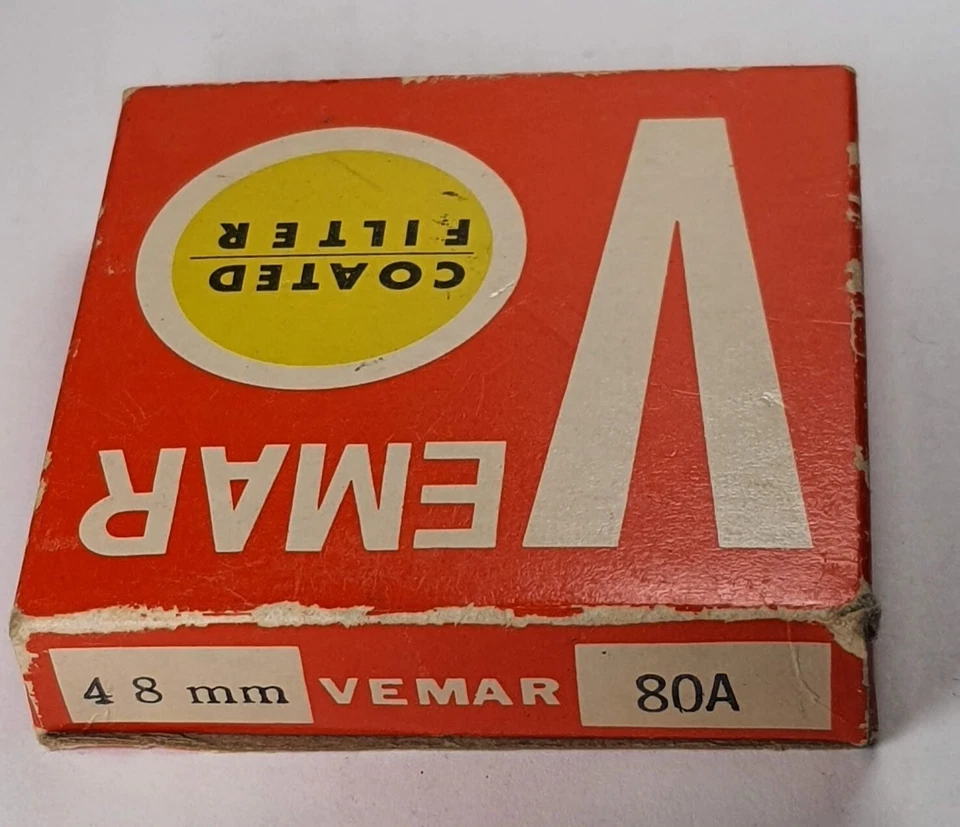 VEMAR
COATED
FILTER
48 mm VEMAR 80A